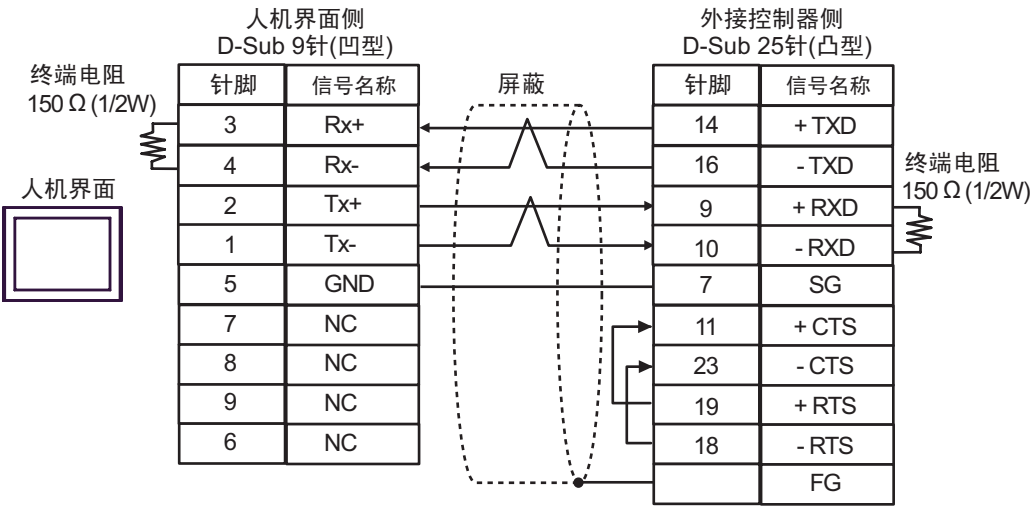 人机界面侧
D-Sub 9针(凹型)
外接控制器侧
D-Sub 25针(凸型)
终端电阻
150 Ω (1/2W)
屏蔽
针脚 信号名称
3 Rx+
4 Rx-
2 Tx+
1 Tx-
5 GND
7 NC
8 NC
9 NC
6 NC
人机界面
针脚 信号名称
14 + TXD
16 - TXD
9 + RXD
10 - RXD
7 SG
11 + CTS
23 - CTS
19 + RTS
18 - RTS
FG
终端电阻
150 Ω (1/2W)